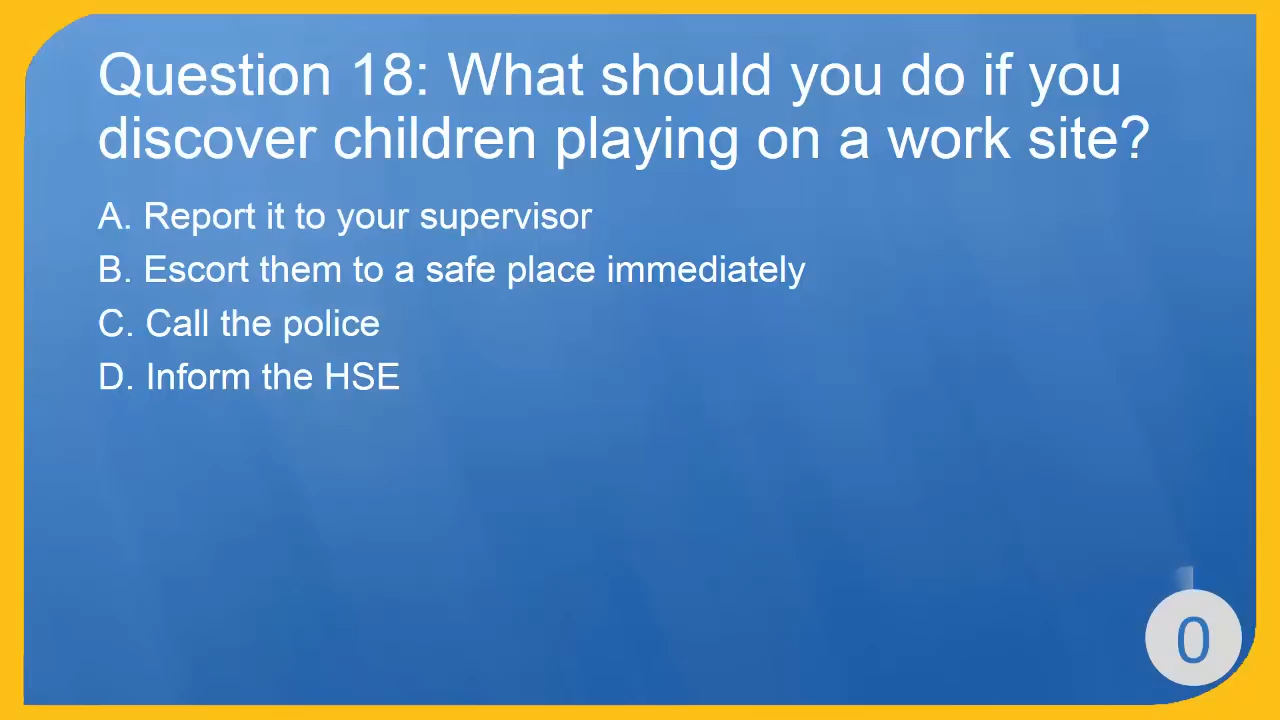 Question 18: What should you do if you
discover children playing on a work site?
A. Report it to your supervisor
B. Escort them to a safe place immediately
C. Call the police
D. Inform the HSE
0